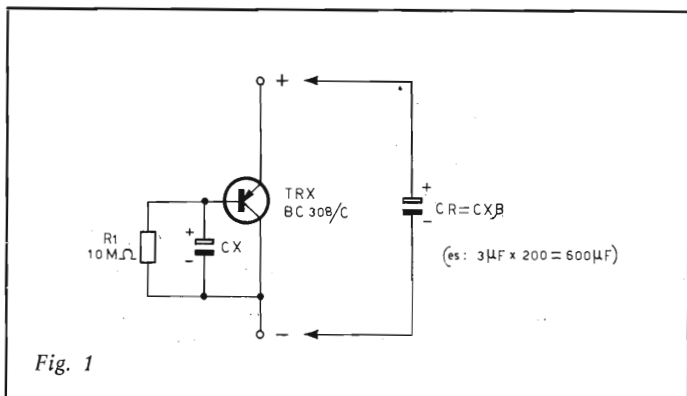 +
TRX
BC 308/C
R1
10 MΩ
+
CX
-
+
CR=CXβ
-
(es: 3µF x 200 = 600µF)
-
Fig. 1